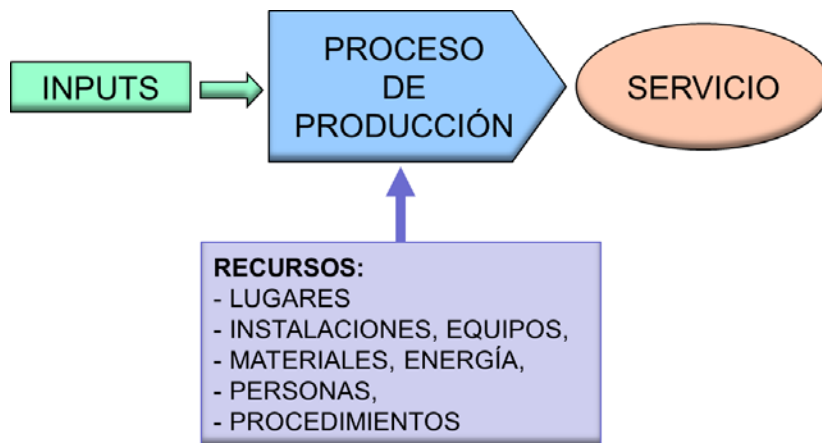 INPUTS
PROCESO
DE
PRODUCCIÓN
SERVICIO
RECURSOS:
- LUGARES
- INSTALACIONES, EQUIPOS,
- MATERIALES, ENERGÍA,
- PERSONAS,
- PROCEDIMIENTOS